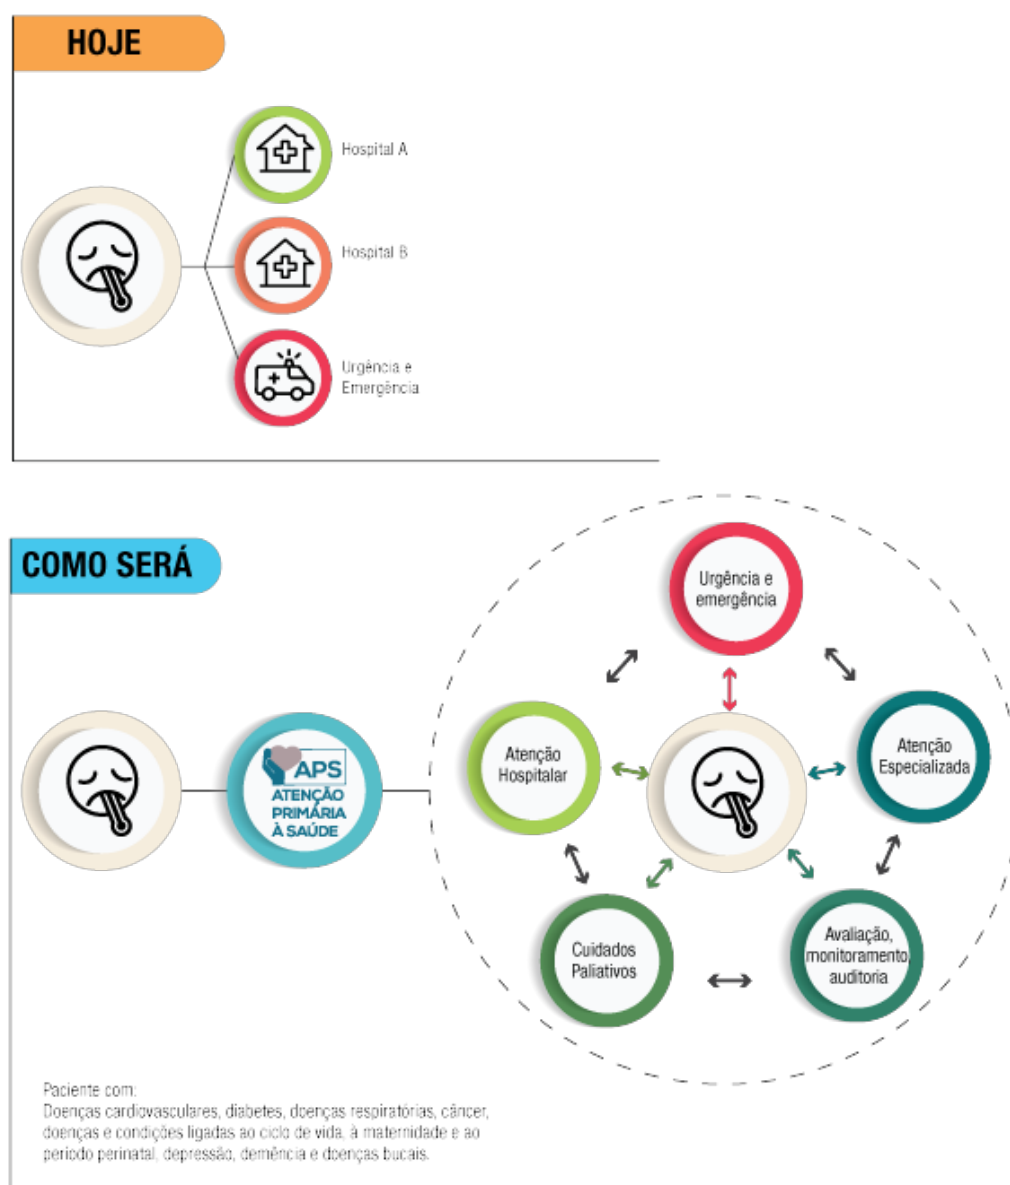 HOJE
Hospital A
Hospital B
Urgência e
Emergência
COMO SERÁ
APS
ATENÇÃO
PRIMÁRIA
À SAÚDE
Urgência e
emergência
Atenção
Hospitalar
Atenção
Especializada
Cuidados
Paliativos
Avaliação,
monitoramento,
auditoria
Paciente com:
Doenças cardiovasculares, diabetes, doenças respiratórias, câncer,
doenças e condições ligadas ao ciclo de vida, à maternidade e ao
período perinatal, depressão, demência e doenças bucais.